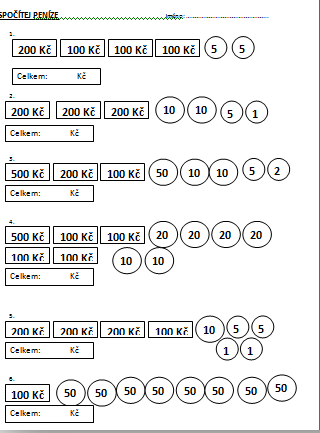 SPOČÍTEJ PENÍZE Jméno:
1.
200 Kč 100 Kč 100 Kč 100 Kč 5 5
Celkem: Kč
2.
200 Kč 200 Kč 200 Kč 10 10 5 1
Celkem: Kč
3.
500 Kč 200 Kč 100 Kč 50 10 10 5 2
Celkem: Kč
4.
500 Kč 100 Kč 100 Kč 20 20 20 20
100 Kč 100 Kč 10 10
Celkem: Kč
5.
200 Kč 200 Kč 200 Kč 100 Kč 10 5 5
Celkem: Kč 1 1
6.
100 Kč 50 50 50 50 50 50 50 50
Celkem: Kč